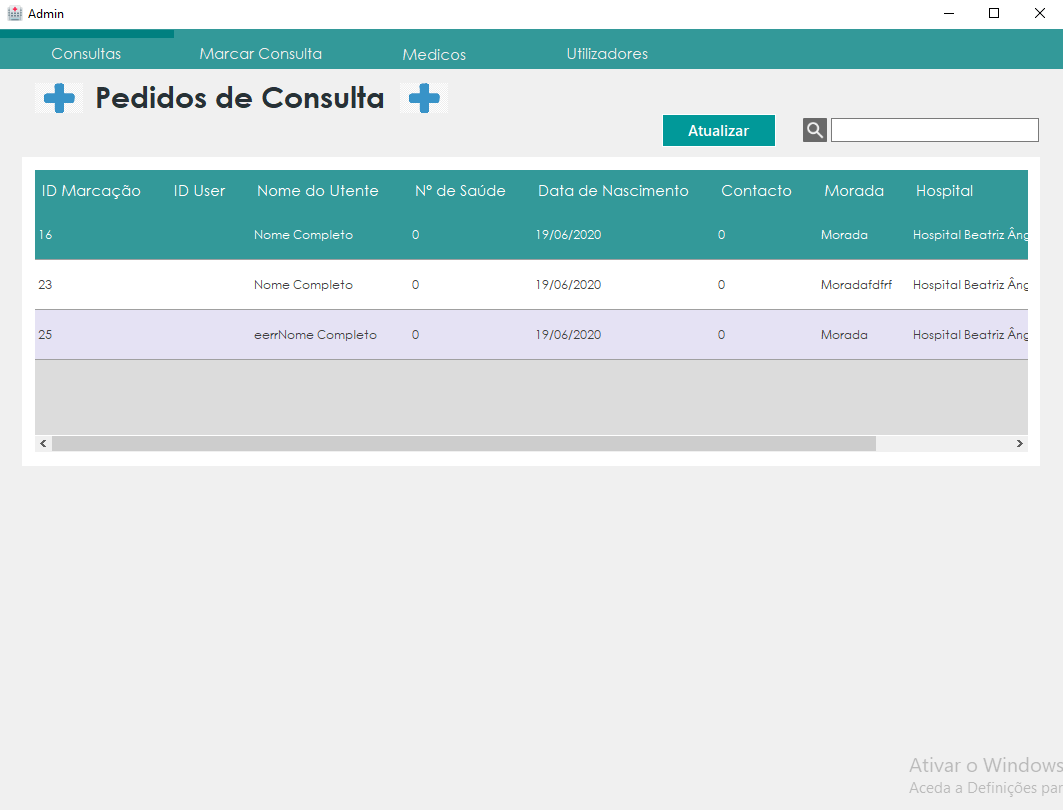 Admin
Consultas Marcar Consulta Medicos Utilizadores
Pedidos de Consulta
Atualizar
ID Marcação ID User Nome do Utente Nº de Saúde Data de Nascimento Contacto Morada Hospital
16 Nome Completo 0 19/06/2020 0 Morada Hospital Beatriz Âng
23 Nome Completo 0 19/06/2020 0 Moradafdfrf Hospital Beatriz Âng
25 eerrNome Completo 0 19/06/2020 0 Morada Hospital Beatriz Âng
Ativar o Windows
Aceda a Definições par